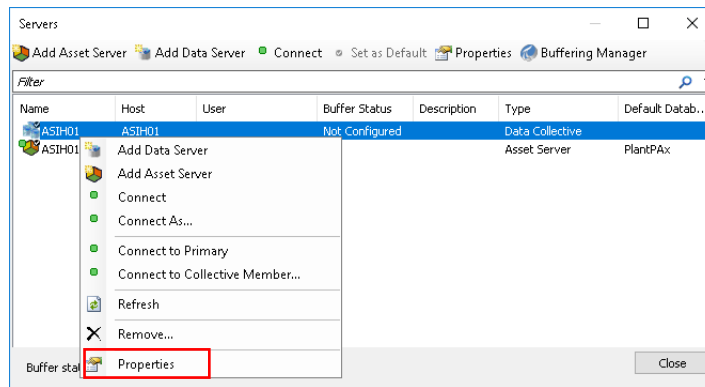 Servers
Add Asset Server Add Data Server Connect Set as Default Properties Buffering Manager
Filter
Name Host User Buffer Status Description Type Default Datab...
ASIH01 ASIH01 Not Configured Data Collective
ASIH01 Asset Server PlantPAx
Add Data Server
Add Asset Server
Connect
Connect As...
Connect to Primary
Connect to Collective Member...
Refresh
Remove...
Properties
Buffer Close